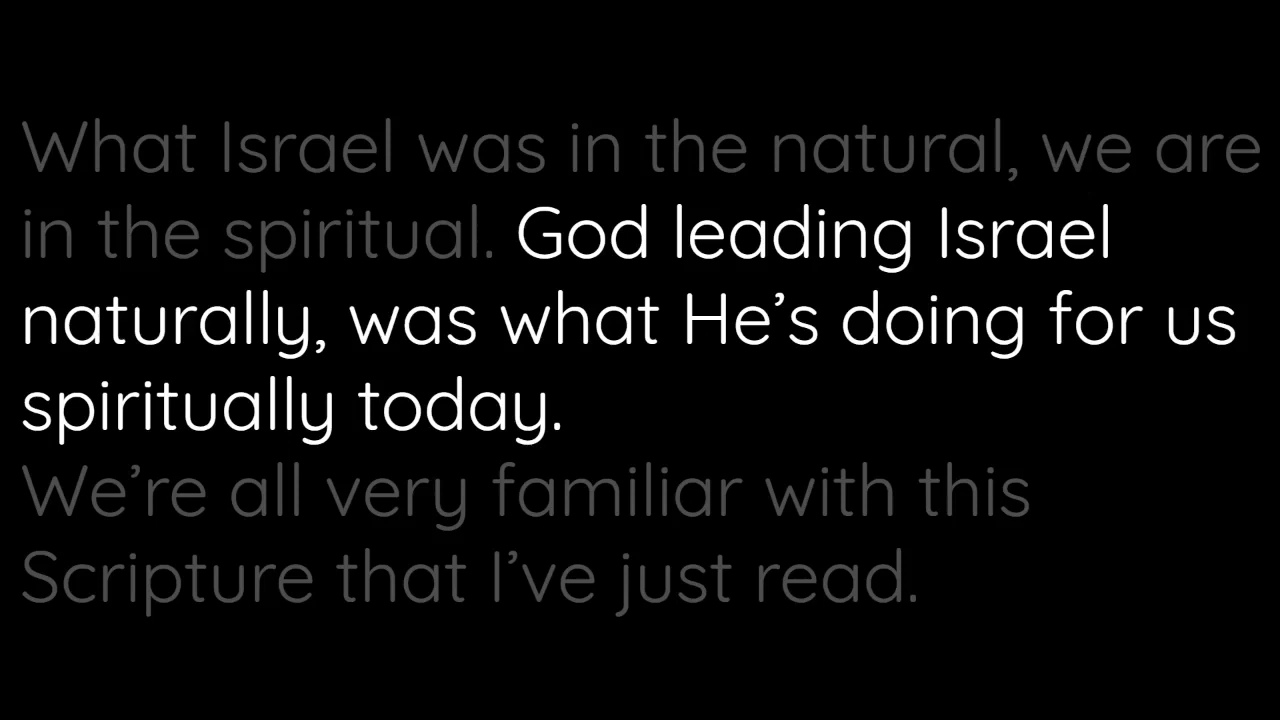 What Israel was in the natural, we are
in the spiritual. God leading Israel
naturally, was what He’s doing for us
spiritually today.
We’re all very familiar with this
Scripture that I’ve just read.